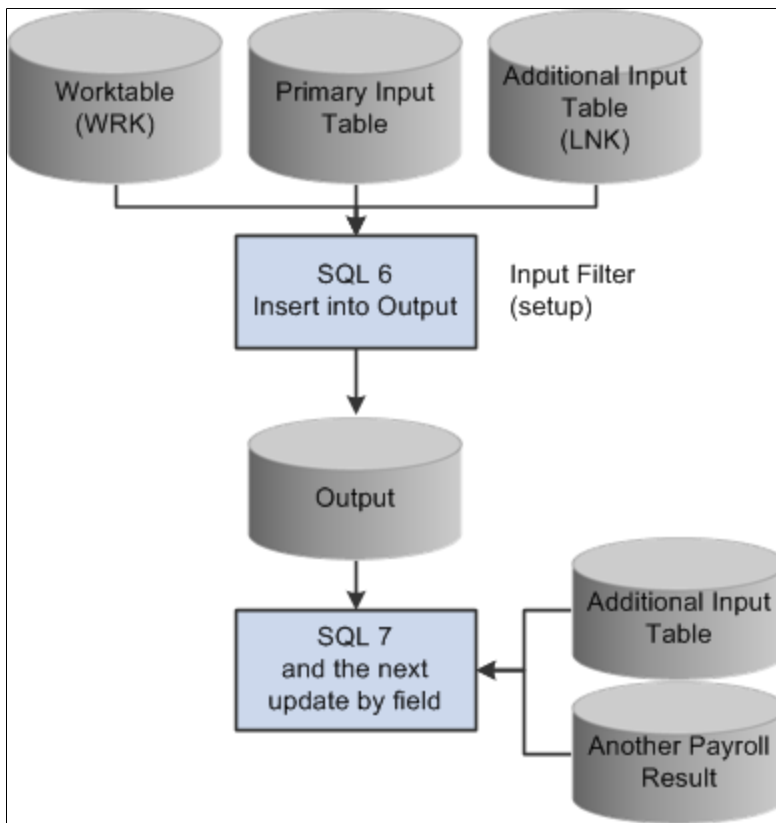 Worktable
(WRK)
Primary Input
Table
Additional Input
Table
(LNK)
SQL 6
Insert into Output
Input Filter
(setup)
Output
SQL 7
and the next
update by field
Additional Input
Table
Another Payroll
Result